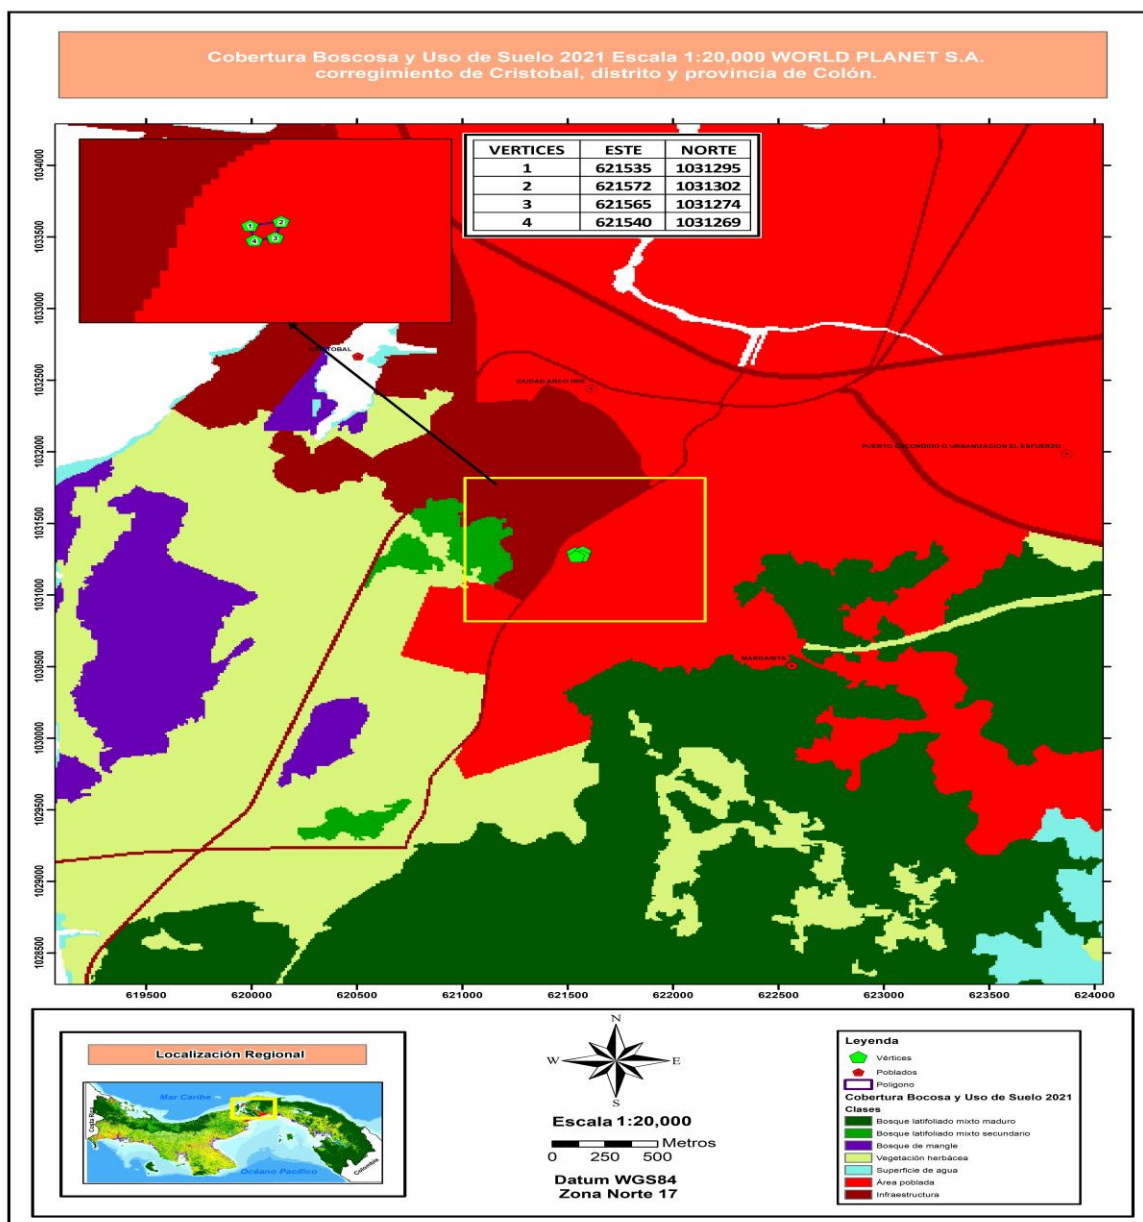 Cobertura Boscosa y Uso de Suelo 2021 Escala 1:20,000 WORLD PLANET S.A.
corregimiento de Cristobal, distrito y provincia de Colón.
VERTICES ESTE NORTE
1 621535 1031295
2 621572 1031302
3 621565 1031274
4 621540 1031269
1 2
4 3
1034000
1033500
1033000
1032500
1032000
1031500
1031000
1030500
1030000
1029500
1029000
1028500
CIUDAD ARCO IRIS
PUERTO ESCONDIDO O URBANIZACION EL ESFUERZO
MARGARITA
619500 620000 620500 621000 621500 622000 622500 623000 623500 624000
Localización Regional
Mar Caribe
Costa Rica
Colombia
Océano Pacífico
N
W E
S
Escala 1:20,000
Metros
0 250 500
Datum WGS84
Zona Norte 17
Leyenda
Vértices
Poblados
Poligono
Cobertura Bocosa y Uso de Suelo 2021
Clases
Bosque latifoliado mixto maduro
Bosque latifoliado mixto secundario
Bosque de mangle
Vegetación herbácea
Superficie de agua
Área poblada
Infraestructura